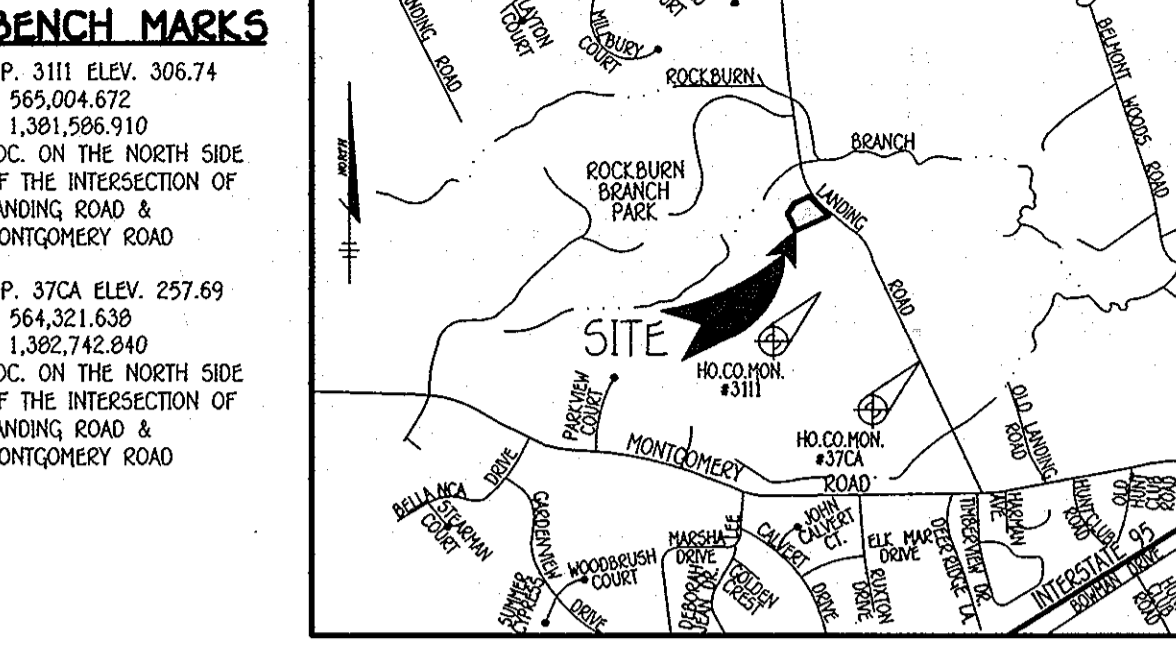 BENCH MARKS
P. 3111 ELEV. 306.74
565,004.672
1,381,586.910
OC. ON THE NORTH SIDE
F THE INTERSECTION OF
ANDING ROAD &
ONTGOMERY ROAD
P. 37CA ELEV. 257.69
564,321.638
1,382,742.840
OC. ON THE NORTH SIDE
F THE INTERSECTION OF
ANDING ROAD &
ONTGOMERY ROAD
NDING ROAD
LAYTON
COURT
MILBURY
COURT
URT
BELMONT WOODS ROAD
NORTH
ROCKBURN
BRANCH
ROCKBURN
BRANCH
PARK
LANDING
ROAD
SITE
HO.CO.MON.
#3111
HO.CO.MON.
#37CA
PARKVIEW
COURT
MONTGOMERY
ROAD
OLD LANDING
ROAD
BELLANCA
DRIVE
STEARMAN
COURT
GARDENVIEW
DRIVE
WOODBRUSH
COURT
SUMMER
CYPRESS
MARSHA LEE
DRIVE
DEBORAH
JEAN DR.
GOLDEN
CREST
CALVERT
DRIVE
JOHN
CALVERT
CT.
ELK MAR
DRIVE
RUXTON
DRIVE
DEER RIDGE LA.
TIMBERVIEW DR.
HARMAN
AVE
HUNT CLUB
ROAD
OLD
HUNT
CLUB
ROAD
INTERSTATE 95
BOWMAN DRIVE
ROAD